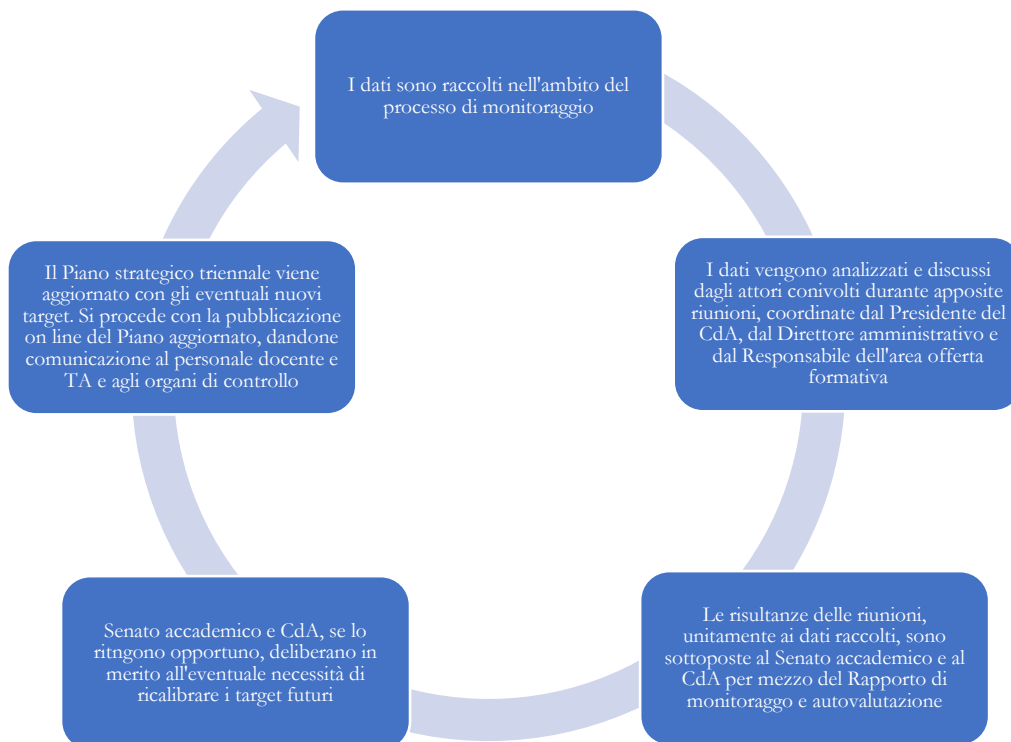 I dati sono raccolti nell'ambito del
processo di monitoraggio
I dati vengono analizzati e discussi
dagli attori conivolti durante apposite
riunioni, coordinate dal Presidente del
CdA, dal Direttore amministrativo e
dal Responsabile dell'area offerta
formativa
Le risultanze delle riunioni,
unitamente ai dati raccolti, sono
sottoposte al Senato accademico e al
CdA per mezzo del Rapporto di
monitoraggo e autovalutazione
Senato accademico e CdA, se lo
ritngono opportuno, deliberano in
merito all'eventuale necessità di
ricalibrare i target futuri
Il Piano strategico triennale viene
aggiornato con gli eventuali nuovi
target. Si procede con la pubblicazione
on line del Piano aggiornato, dandone
comunicazione al personale docente e
TA e agli organi di controllo